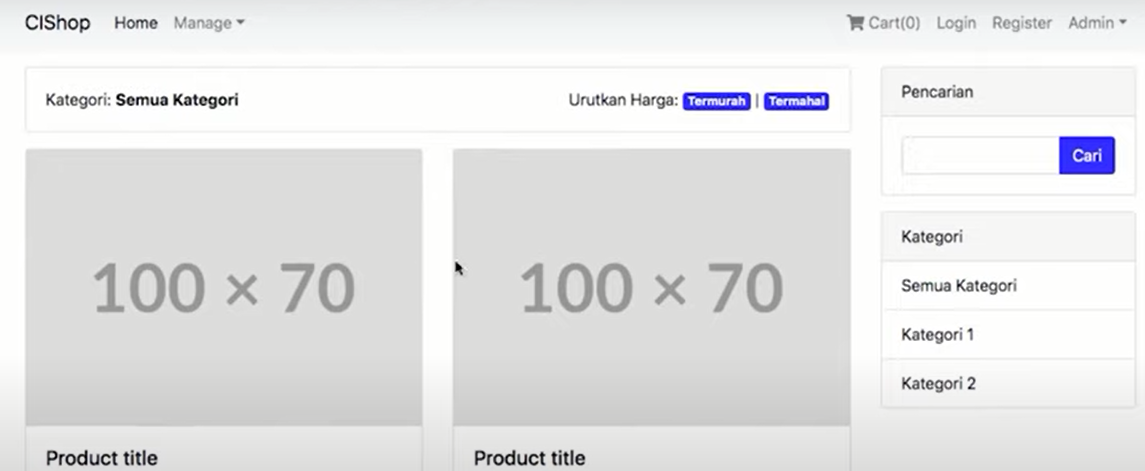 CIShop Home Manage Cart(0) Login Register Admin
Kategori: Semua Kategori Urutkan Harga: Termurah | Termahal
Pencarian
Cari
100 × 70
100 × 70
Kategori
Semua Kategori
Kategori 1
Kategori 2
Product title
Product title